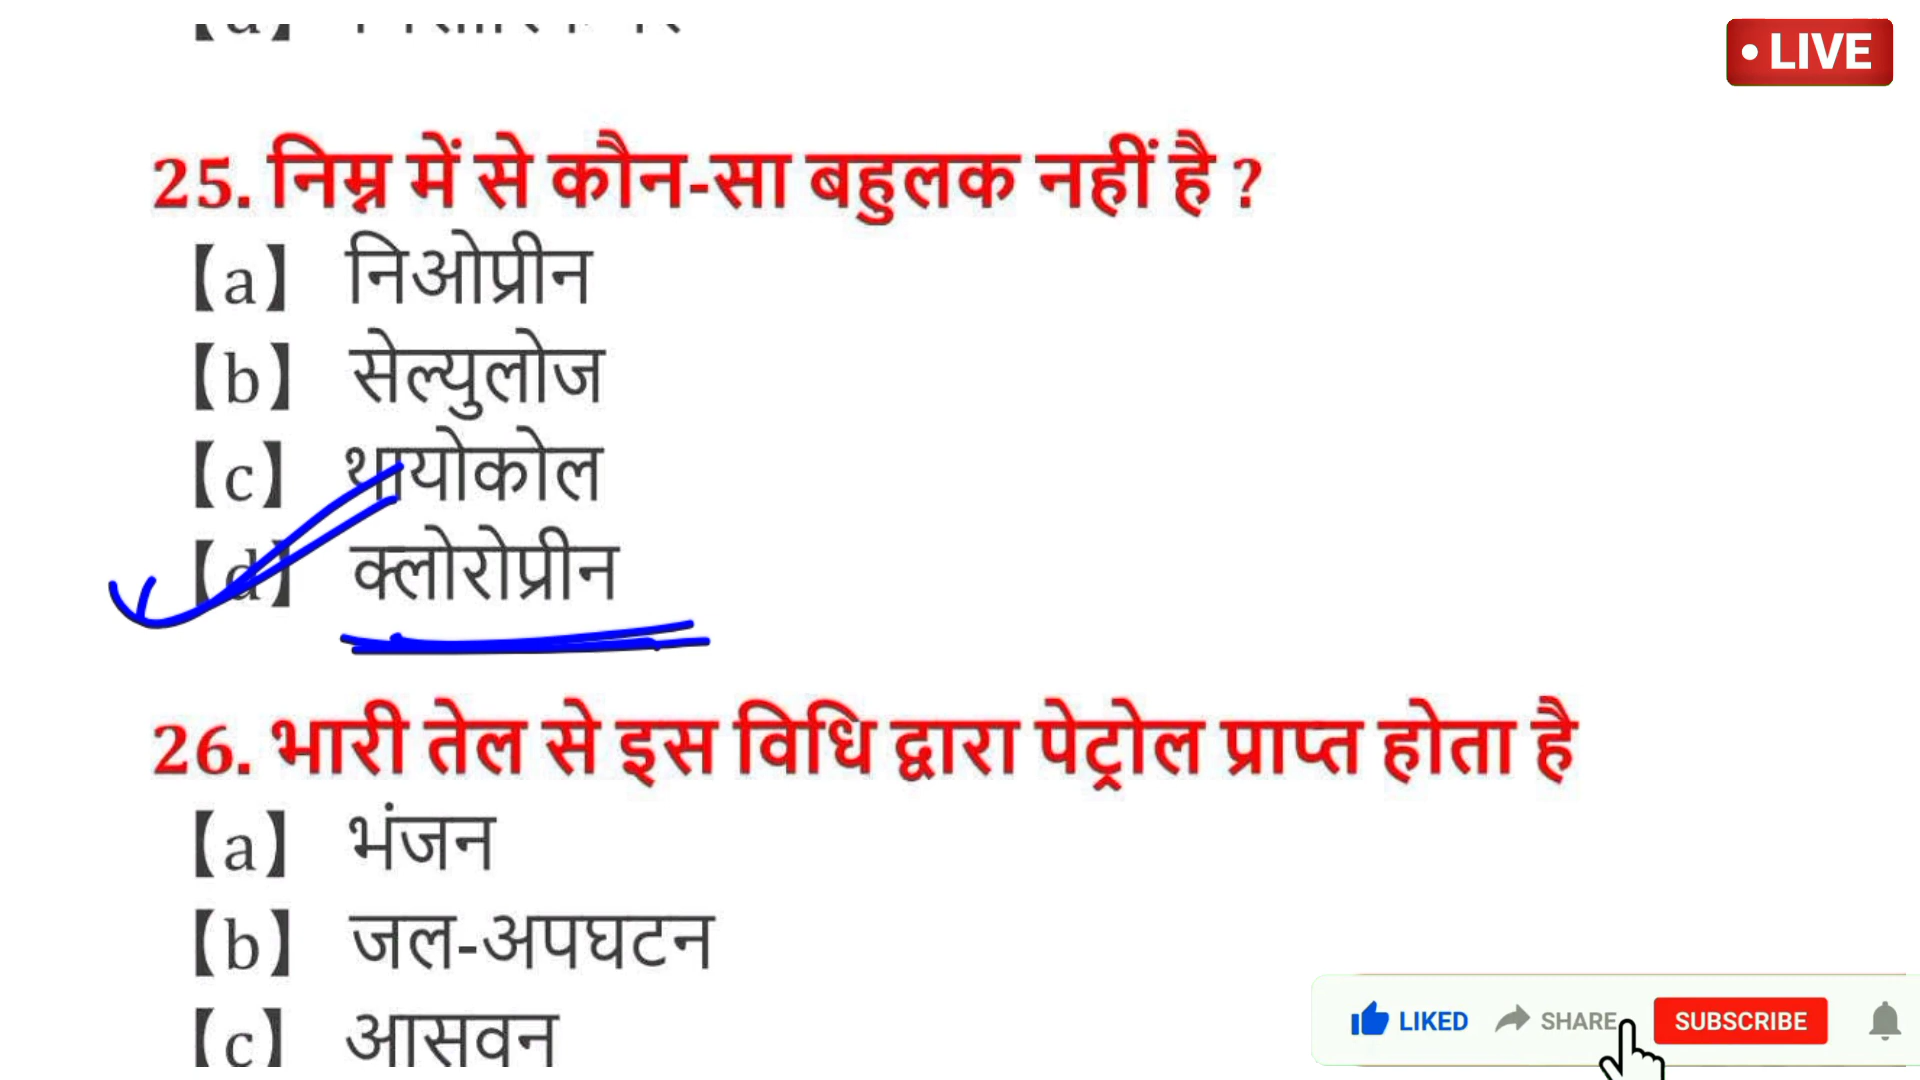 • LIVE
25. निम्न में से कौन-सा बहुलक नहीं है ?
【a】 निओप्रीन
【b】 सेल्युलोज
【c】 थायोकोल
【d】 क्लोरोप्रीन
26. भारी तेल से इस विधि द्वारा पेट्रोल प्राप्त होता है
【a】 भंजन
【b】 जल-अपघटन
【c】 आसवन
LIKED SHARE SUBSCRIBE